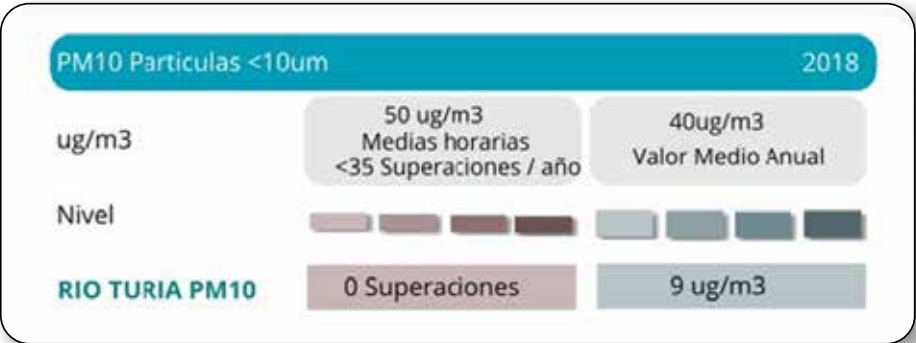 PM10 Particulas <10um 2018
ug/m3
50 ug/m3
Medias horarias
<35 Superaciones / año
40ug/m3
Valor Medio Anual
Nivel
RIO TURIA PM10 0 Superaciones 9 ug/m3